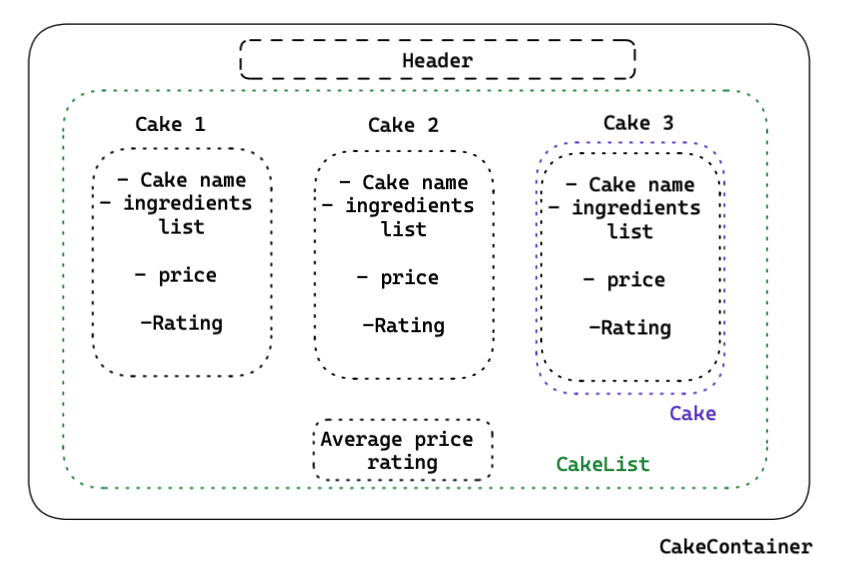 Header
Cake 1
- Cake name
- ingredients
list
- price
-Rating
Cake 2
- Cake name
- ingredients
list
- price
-Rating
Cake 3
- Cake name
- ingredients
list
- price
-Rating
Cake
Average price
rating
CakeList
CakeContainer